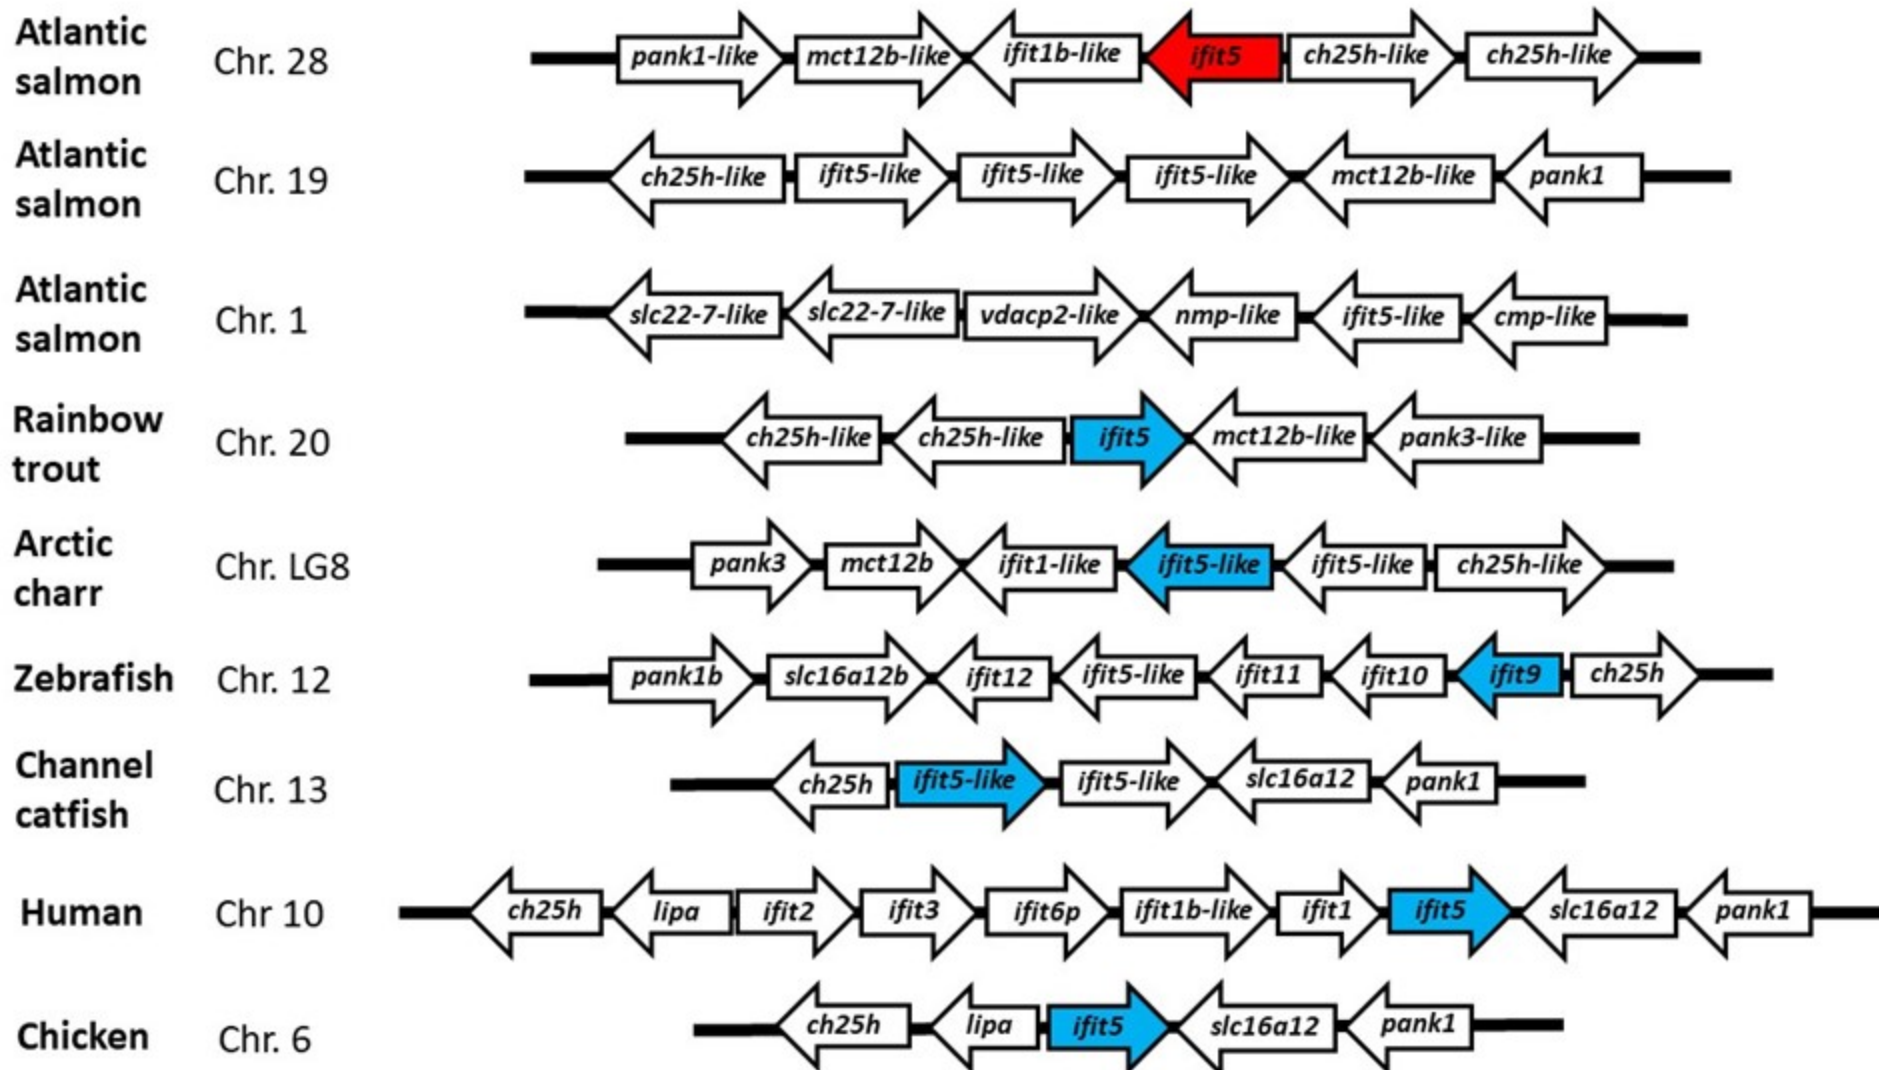 Atlantic salmon Chr. 28 pank1-like mct12b-like ifit1b-like ifit5 ch25h-like ch25h-like
Atlantic salmon Chr. 19 ch25h-like ifit5-like ifit5-like ifit5-like mct12b-like pank1
Atlantic salmon Chr. 1 slc22-7-like slc22-7-like vdacp2-like nmp-like ifit5-like cmp-like
Rainbow trout Chr. 20 ch25h-like ch25h-like ifit5 mct12b-like pank3-like
Arctic charr Chr. LG8 pank3 mct12b ifit1-like ifit5-like ifit5-like ch25h-like
Zebrafish Chr. 12 pank1b slc16a12b ifit12 ifit5-like ifit11 ifit10 ifit9 ch25h
Channel catfish Chr. 13 ch25h ifit5-like ifit5-like slc16a12 pank1
Human Chr 10 ch25h lipa ifit2 ifit3 ifit6p ifit1b-like ifit1 ifit5 slc16a12 pank1
Chicken Chr. 6 ch25h lipa ifit5 slc16a12 pank1